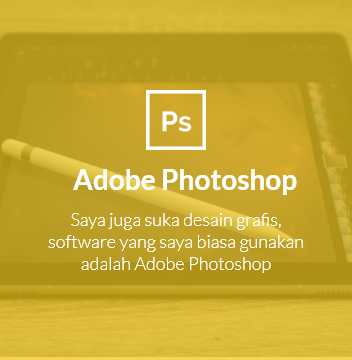 Ps
Adobe Photoshop
Saya juga suka desain grafis,
software yang saya biasa gunakan
adalah Adobe Photoshop